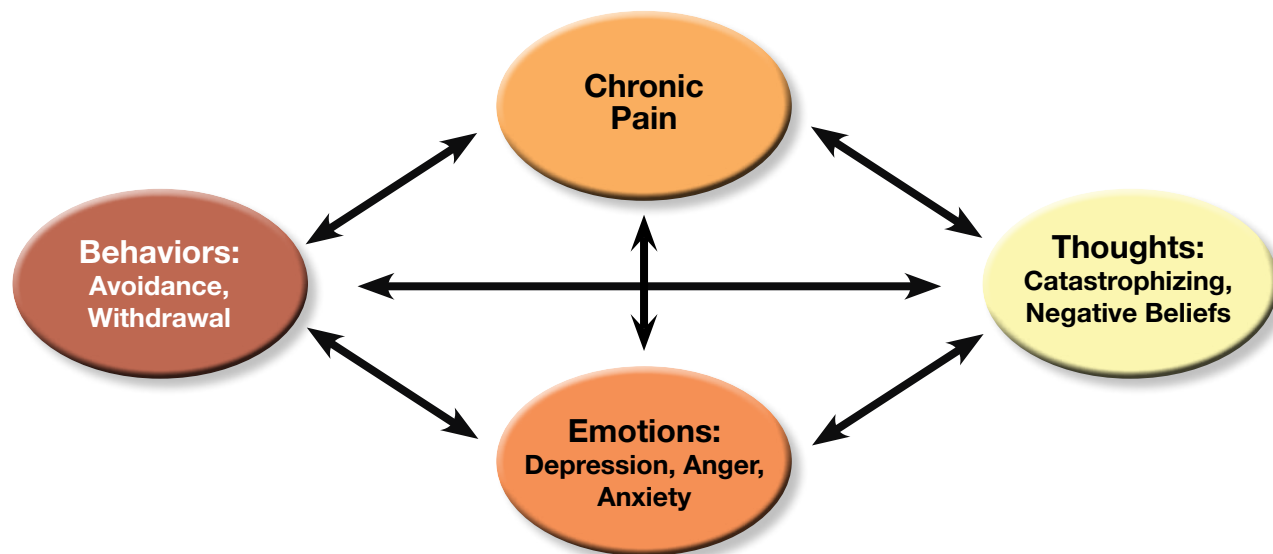 Chronic
Pain
Behaviors:
Avoidance,
Withdrawal
Thoughts:
Catastrophizing,
Negative Beliefs
Emotions:
Depression, Anger,
Anxiety